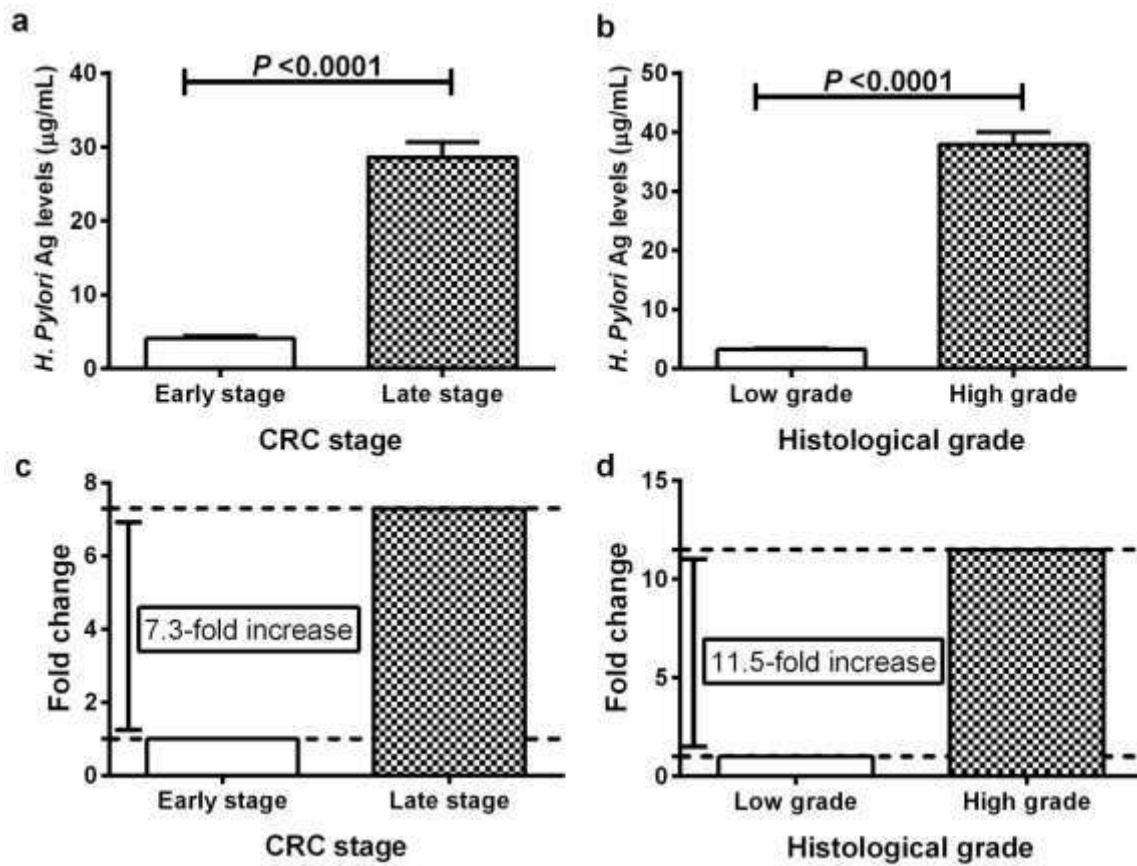 a
P <0.0001
H. Pylori Ag levels (µg/mL)
40
30
20
10
0
Early stage Late stage
CRC stage
b
P <0.0001
H. Pylori Ag levels (µg/mL)
50
40
30
20
10
0
Low grade High grade
Histological grade
c
Fold change
8
6
4
2
0
7.3-fold increase
Early stage Late stage
CRC stage
d
Fold change
15
10
5
0
11.5-fold increase
Low grade High grade
Histological grade